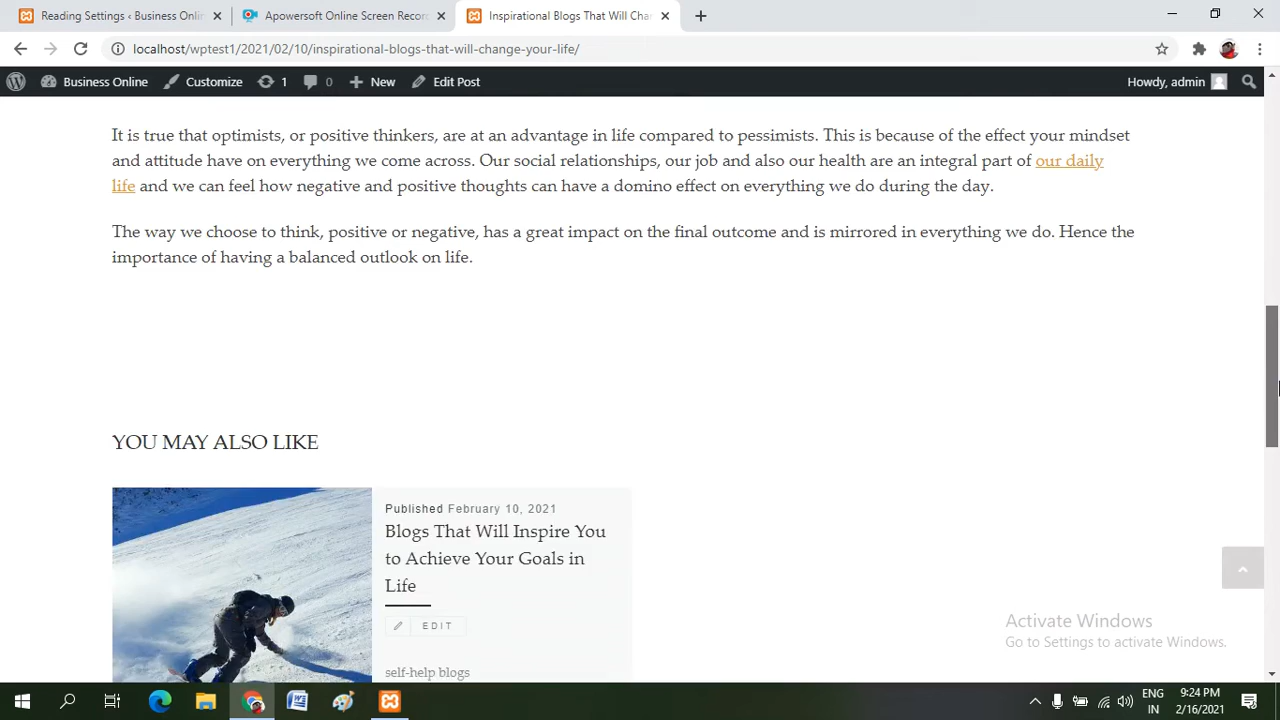 Reading Settings ‹ Business Onlin
Apowersoft Online Screen Recor
Inspirational Blogs That Will Cha
localhost/wptest1/2021/02/10/inspirational-blogs-that-will-change-your-life/
Business Online
Customize
1
0
New
Edit Post
Howdy, admin
It is true that optimists, or positive thinkers, are at an advantage in life compared to pessimists. This is because of the effect your mindset
and attitude have on everything we come across. Our social relationships, our job and also our health are an integral part of our daily
life and we can feel how negative and positive thoughts can have a domino effect on everything we do during the day.
The way we choose to think, positive or negative, has a great impact on the final outcome and is mirrored in everything we do. Hence the
importance of having a balanced outlook on life.
YOU MAY ALSO LIKE
Published February 10, 2021
Blogs That Will Inspire You
to Achieve Your Goals in
Life
EDIT
self-help blogs
Activate Windows
Go to Settings to activate Windows.
ENG
IN
9:24 PM
2/16/2021